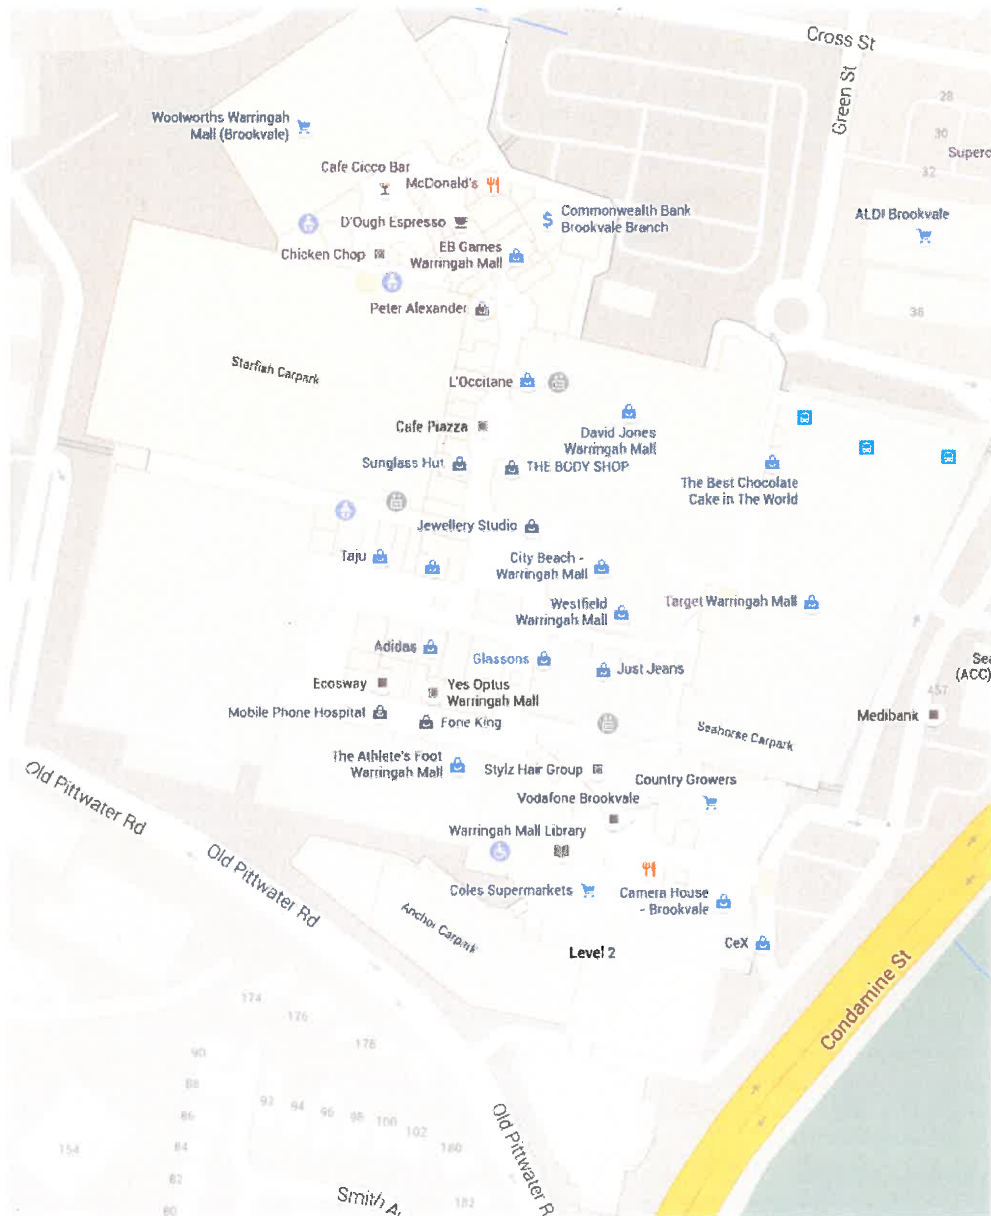 Cross St
Green St
28
30
Superc
32
Woolworths Warringah
Mall (Brookvale)
Cafe Cicco Bar
McDonald's
D'Ough Espresso
Commonwealth Bank
Brookvale Branch
ALDI Brookvale
EB Games
Warringah Mall
Chicken Chop
Peter Alexander
36
Starfish Carpark
L'Occitane
Cafe Piazza
David Jones
Warringah Mall
Sunglass Hut
THE BODY SHOP
The Best Chocolate
Cake in The World
Jewellery Studio
Taju
City Beach -
Warringah Mall
Westfield
Warringah Mall
Target Warringah Mall
Adidas
Glassons
Just Jeans
Sea
(ACC)
Ecosway
Yes Optus
Warringah Mall
457
Mobile Phone Hospital
Fone King
Medibank
Seahorse Carpark
The Athlete's Foot
Warringah Mall
Stylz Hair Group
Country Growers
Old Pittwater Rd
Vodafone Brookvale
Warringah Mall Library
Old Pittwater Rd
Coles Supermarkets
Camera House
- Brookvale
Anchor Carpark
Level 2
CeX
Condamine St
174
176
178
90
88
86
92
94
96
98
100
102
180
154
84
82
80
Old Pittwater R
Smith A
182